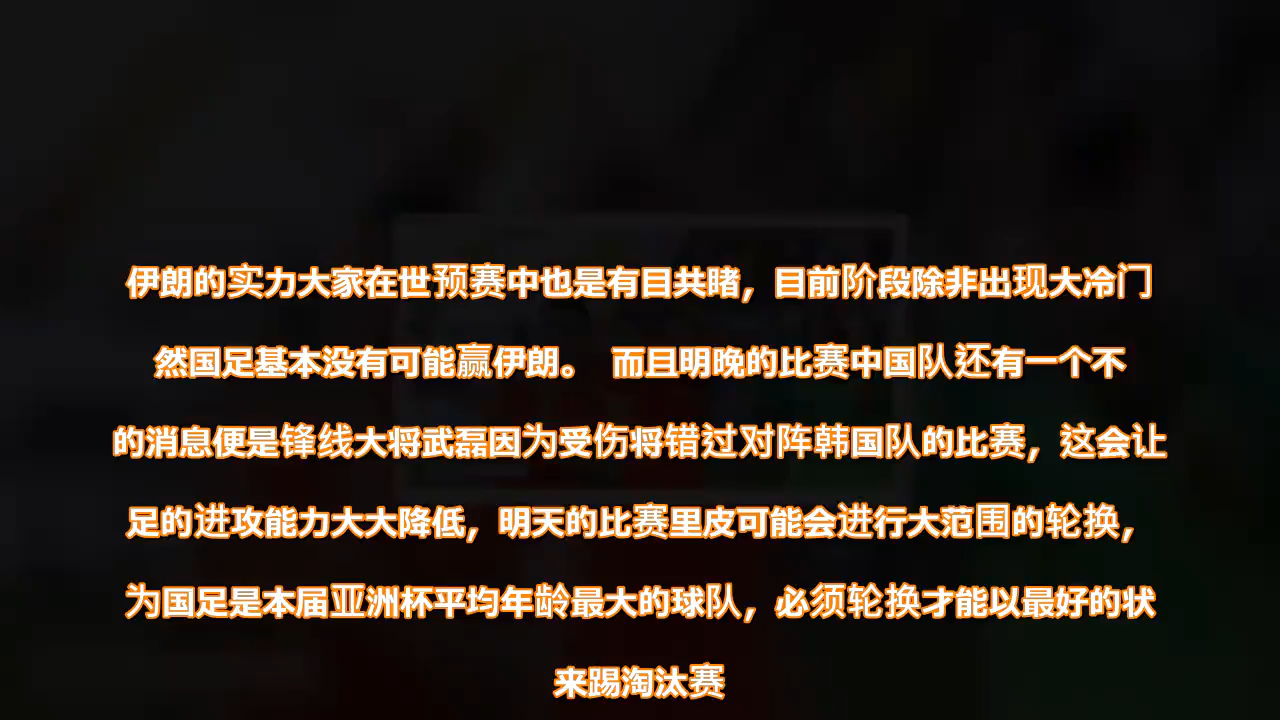 伊朗的实力大家在世预赛中也是有目共睹，目前阶段除非出现大冷门
然国足基本没有可能赢伊朗。 而且明晚的比赛中国队还有一个不
的消息便是锋线大将武磊因为受伤将错过对阵韩国队的比赛，这会让
足的进攻能力大大降低，明天的比赛里皮可能会进行大范围的轮换，
为国足是本届亚洲杯平均年龄最大的球队，必须轮换才能以最好的状
来踢淘汰赛